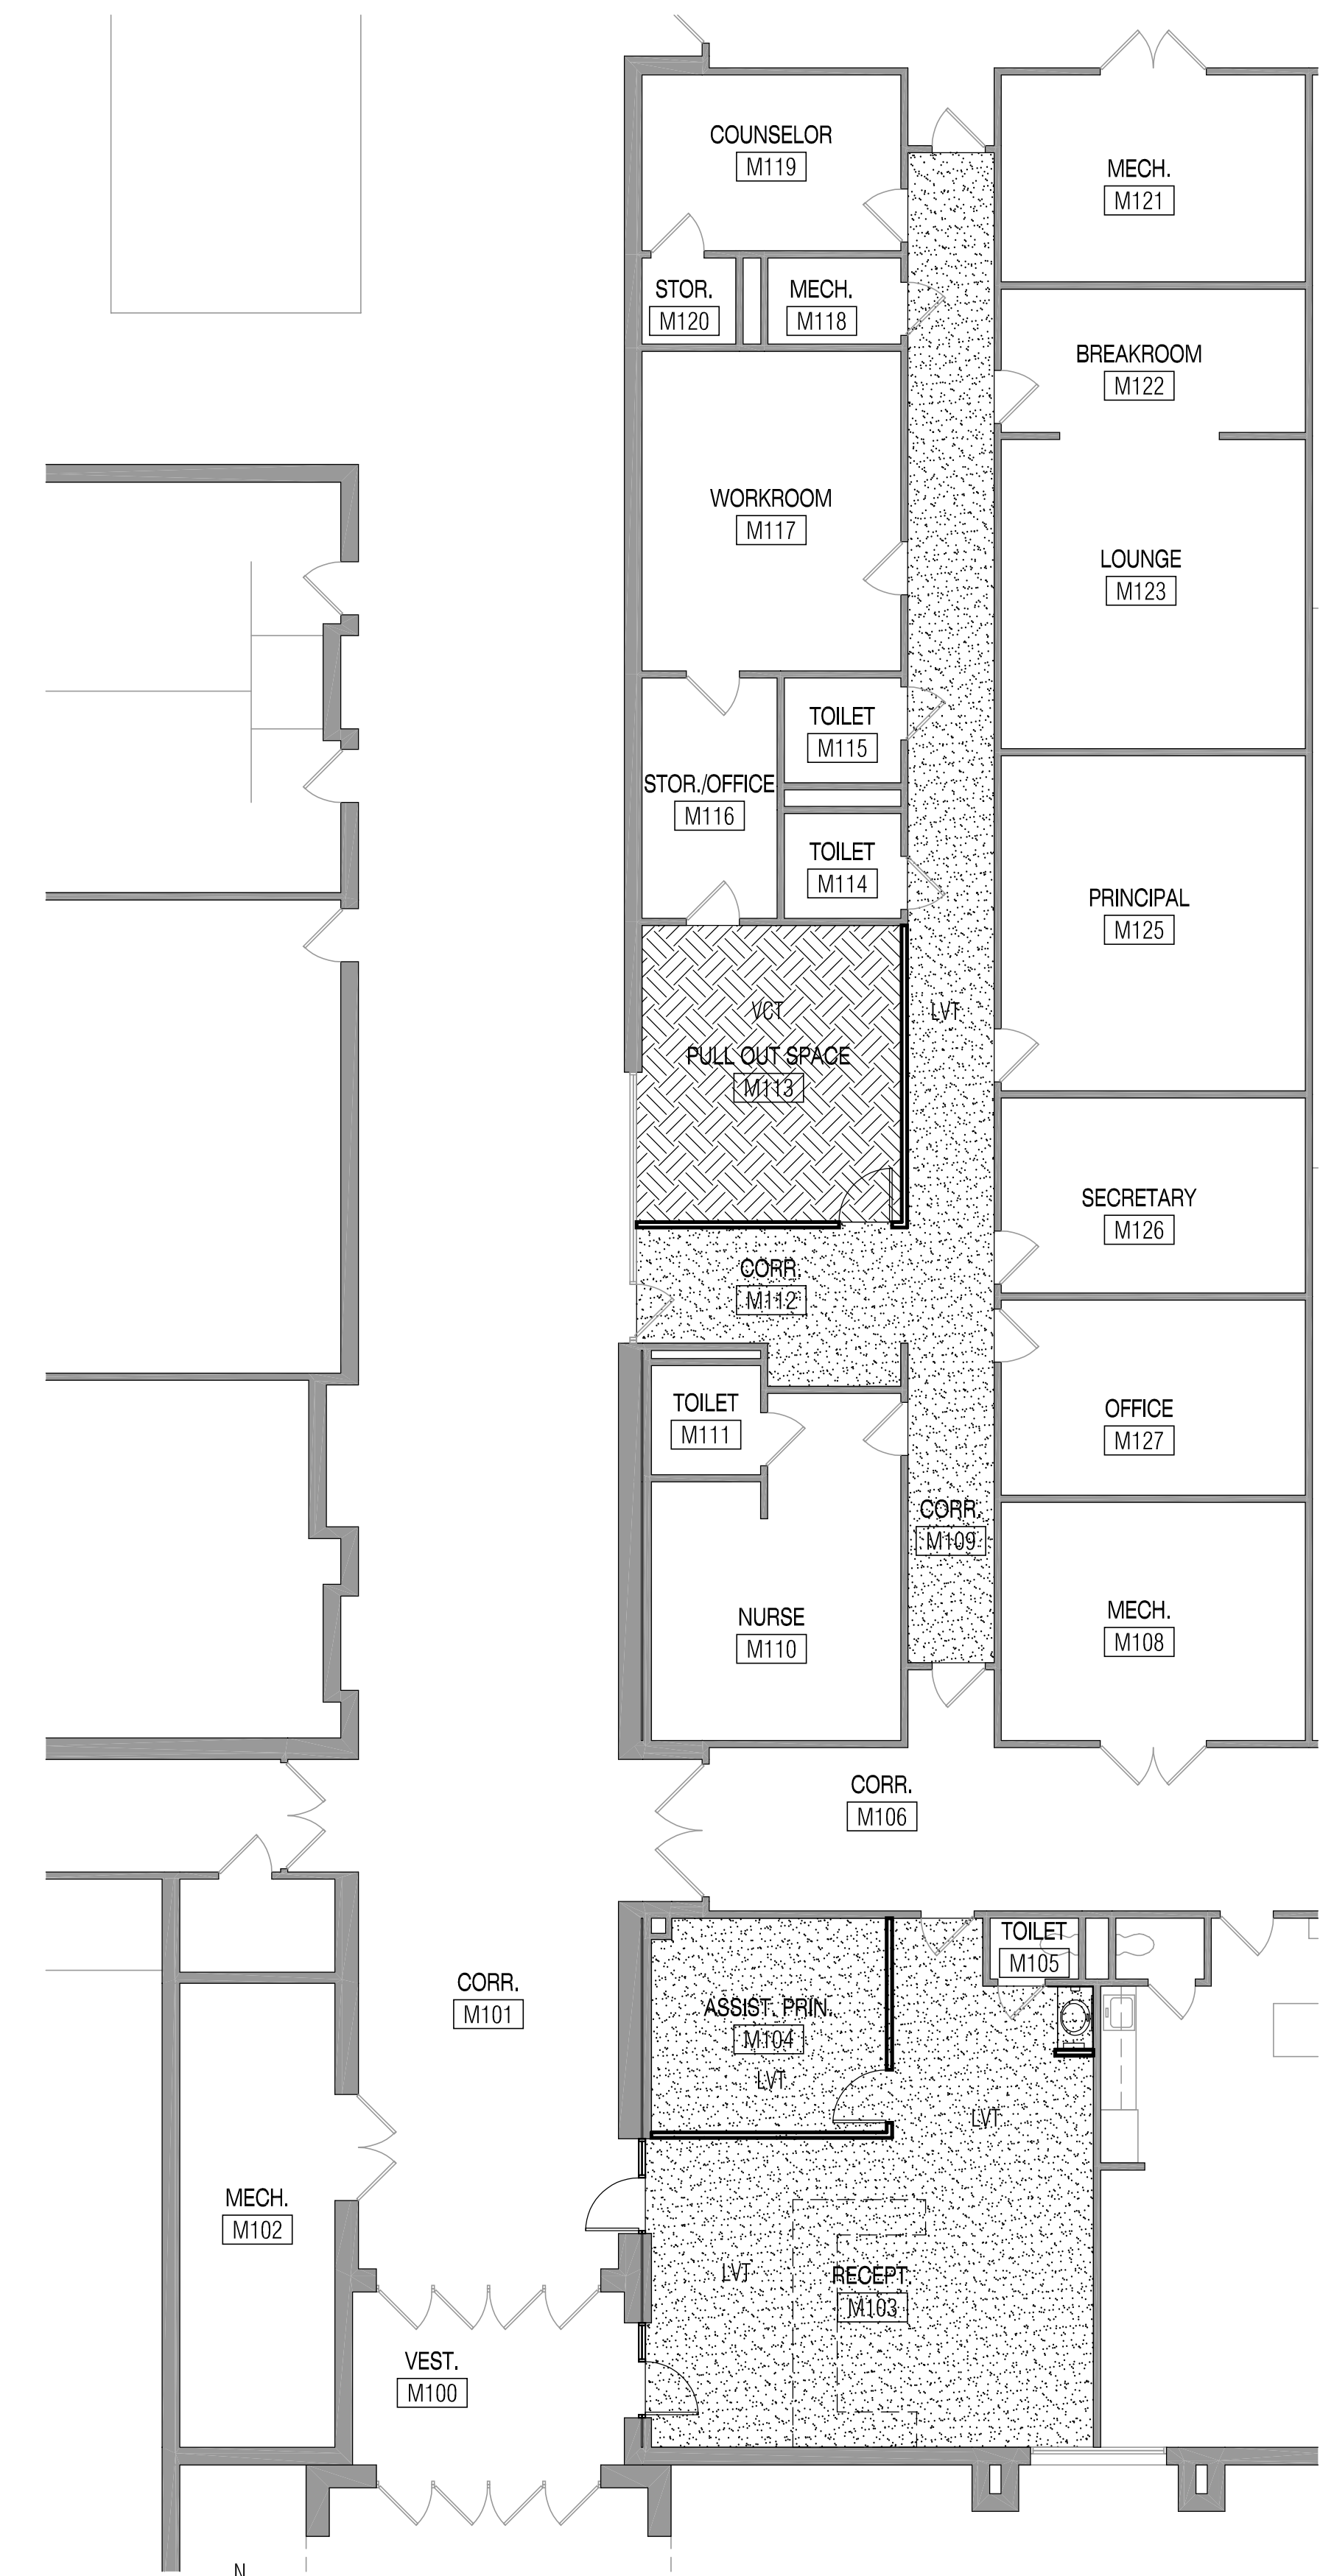 COUNSELOR
M119
MECH.
M121
STOR.
M120
MECH.
M118
BREAKROOM
M122
WORKROOM
M117
LOUNGE
M123
TOILET
M115
STOR./OFFICE
M116
TOILET
M114
PRINCIPAL
M125
VCT
LVT
PULL OUT SPACE
M113
SECRETARY
M126
CORR.
M112
TOILET
M111
OFFICE
M127
CORR.
M109
NURSE
M110
MECH.
M108
CORR.
M106
TOILET
M105
CORR.
M101
ASSIST. PRIN.
M104
LVT
LVT
MECH.
M102
LVT
RECEPT.
M103
VEST.
M100
N